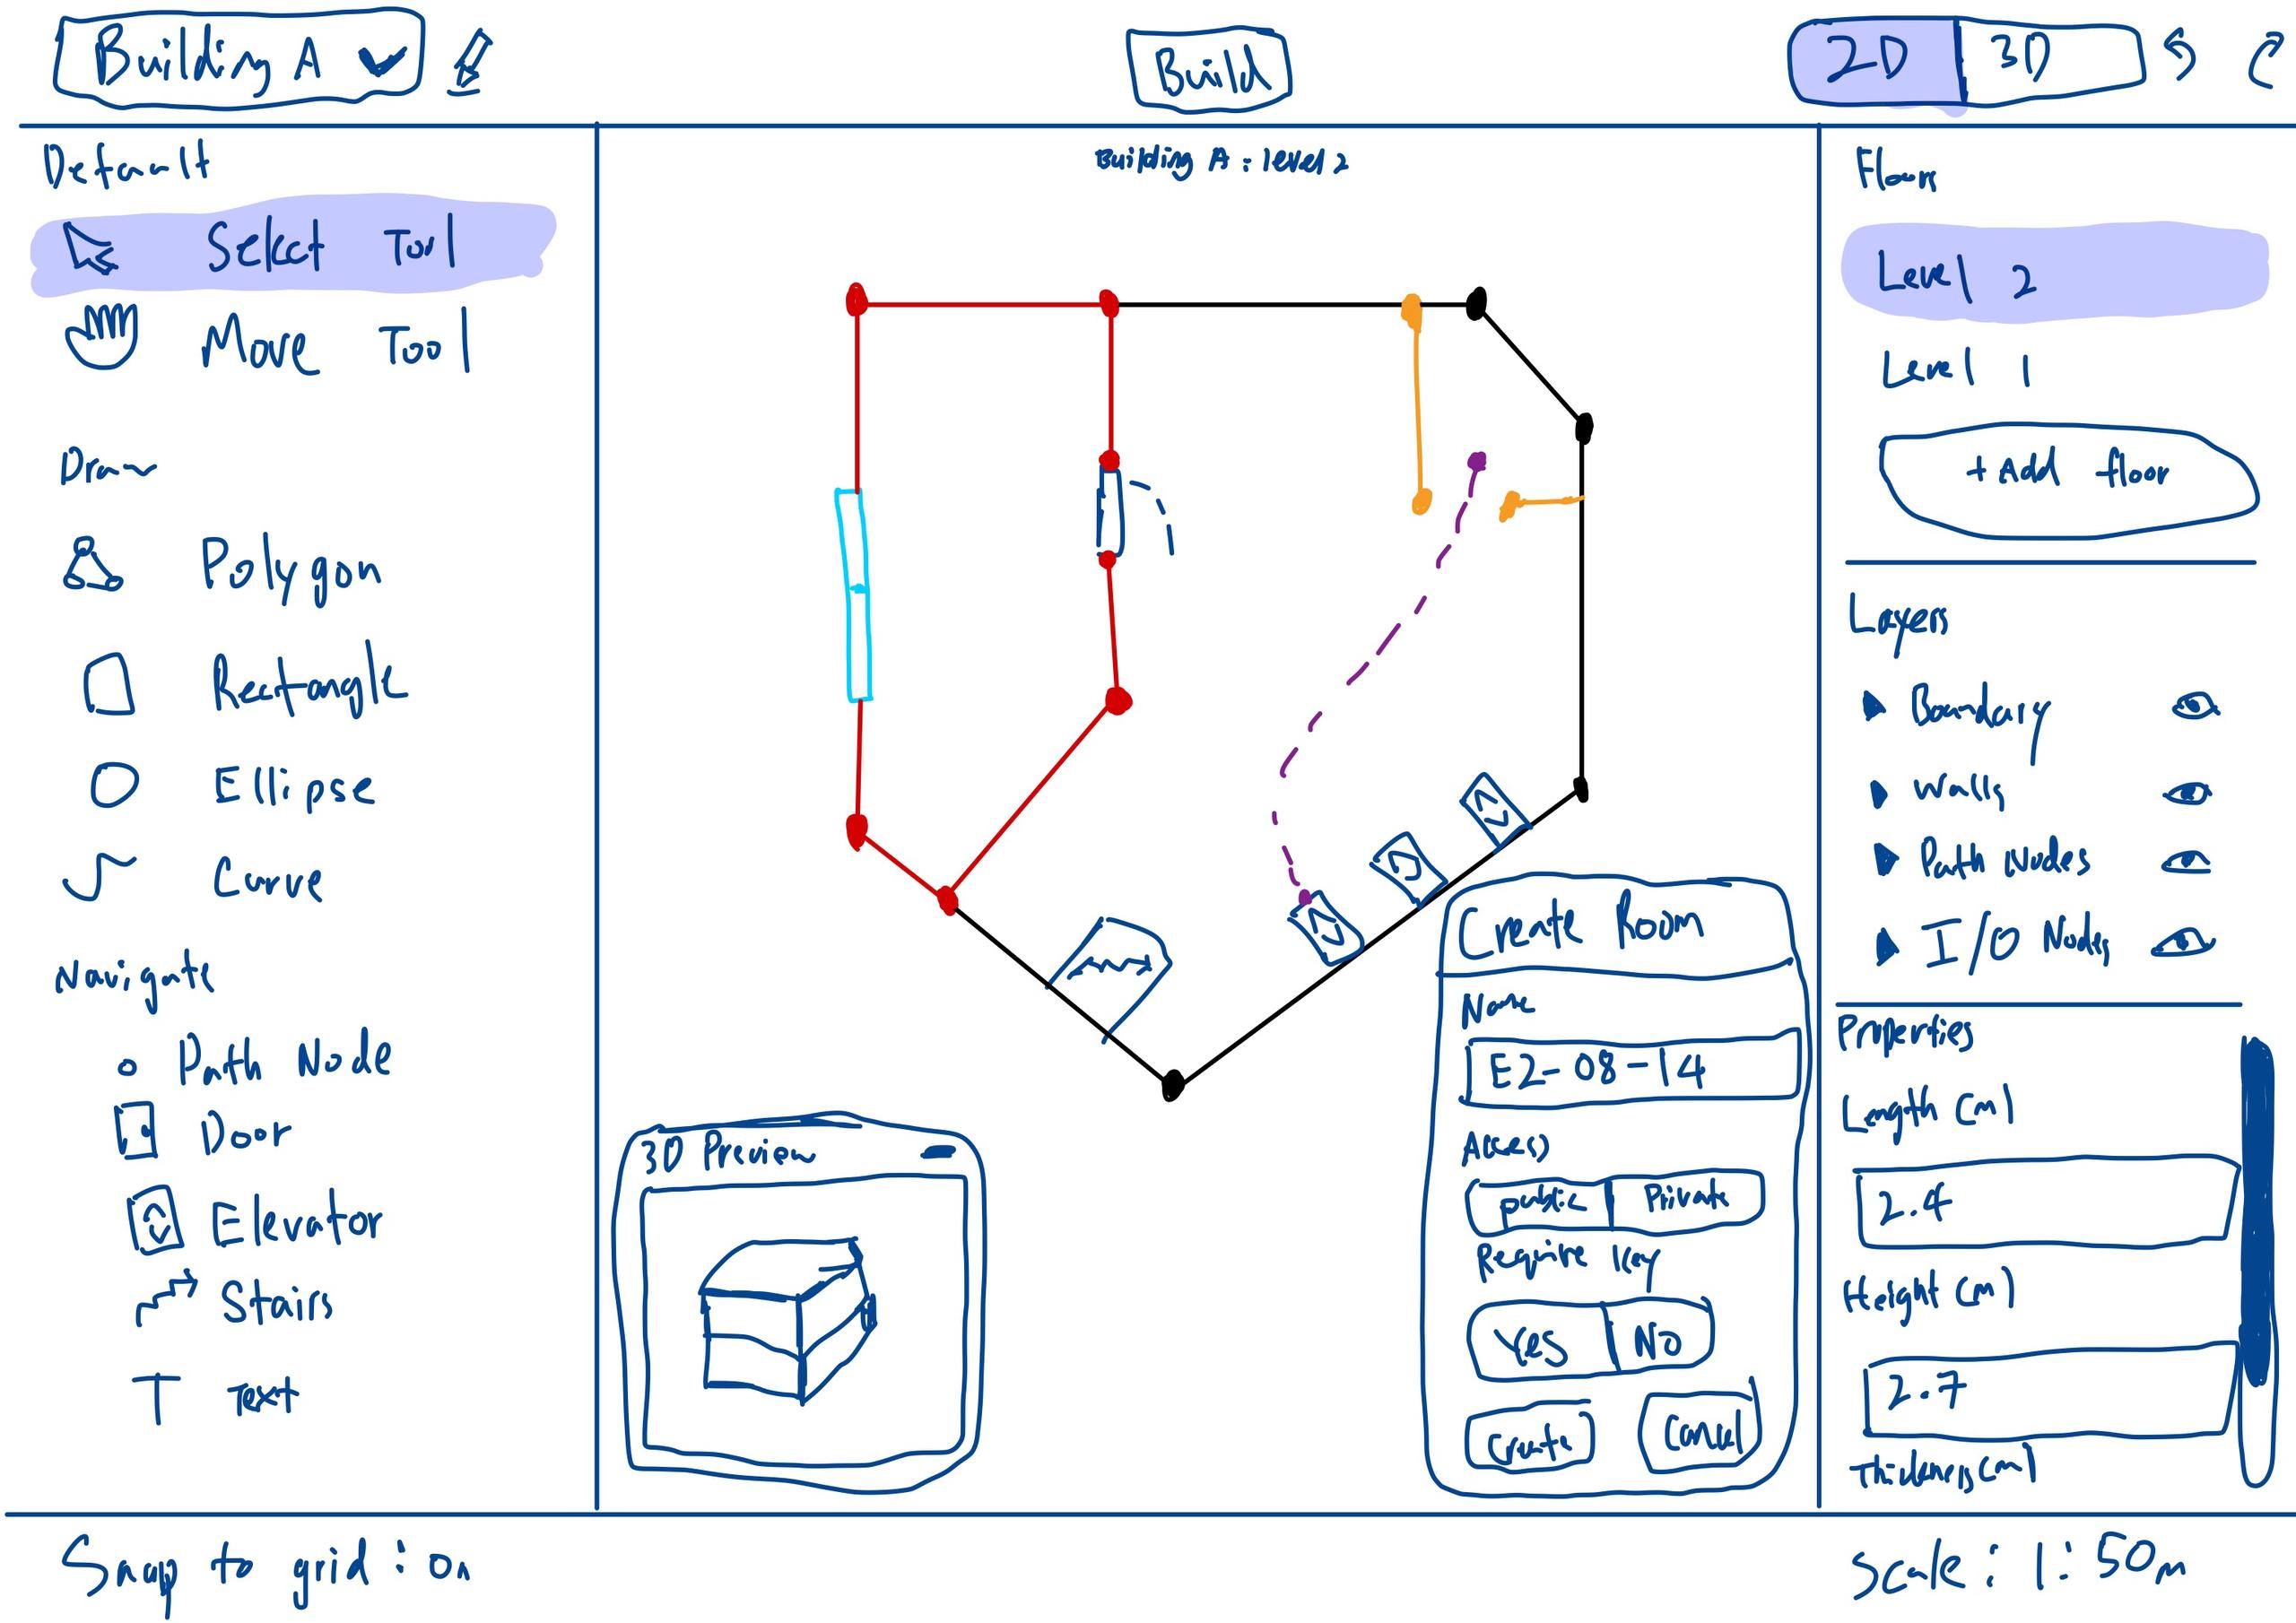 Building A
Build
2D 3D
Default
Select Tool
Move Tool
Draw
Polygon
Rectangle
Ellipse
Curve
Navigate
Path Node
Door
Elevator
Stairs
T Text
Building A : level 2
3D Preview
Create Room
Name
E2-08-14
Access
public Private
Require key
Yes No
Create Cancel
Floors
Level 2
Level 1
+ Add floor
Layers
Boundary
Walls
Path Nodes
I/O Nodes
Properties
Length (m)
2.4
Height (m)
2.7
Thickness (m)
Snap to grid : on
Scale : 1 : 50m